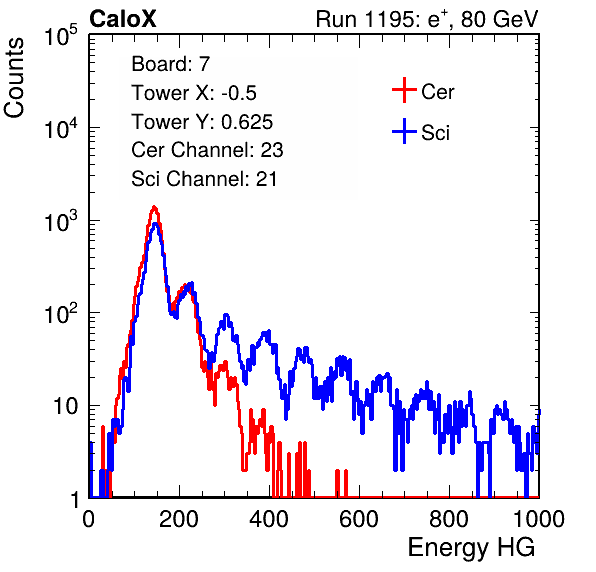 CaloX Run 1195: e⁺, 80 GeV
Counts
Board: 7
Tower X: -0.5
Tower Y: 0.625
Cer Channel: 23
Sci Channel: 21
Cer
Sci
10⁵
10⁴
10³
10²
10
1
0 200 400 600 800 1000
Energy HG